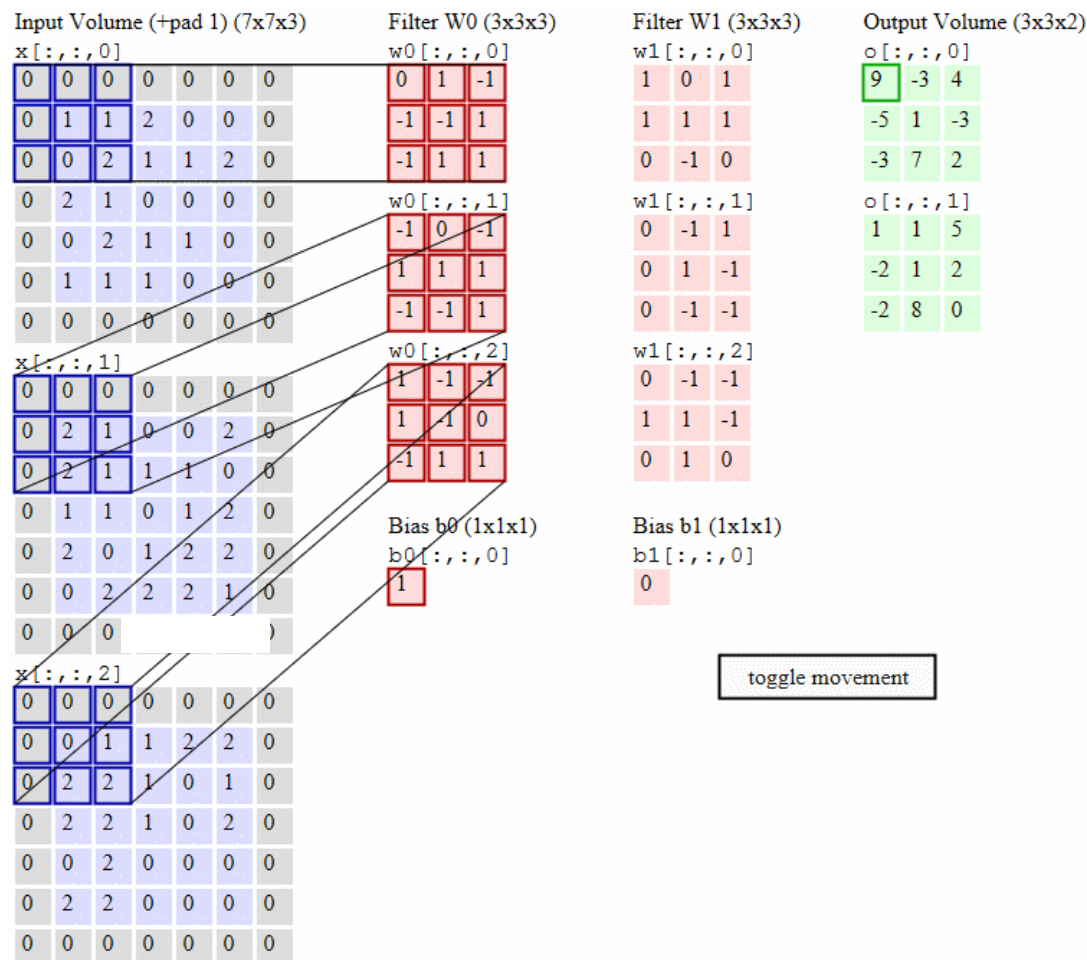 Input Volume (+pad 1) (7x7x3)
x[:,:,0]
0 0 0 0 0 0 0
0 1 1 2 0 0 0
0 0 2 1 1 2 0
0 2 1 0 0 0 0
0 0 2 1 1 0 0
0 1 1 1 0 0 0
0 0 0 0 0 0 0
x[:,:,1]
0 0 0 0 0 0 0
0 2 1 0 0 2 0
0 2 1 1 1 0 0
0 1 1 0 1 2 0
0 2 0 1 2 2 0
0 0 2 2 2 1 0
0 0 0
x[:,:,2]
0 0 0 0 0 0 0
0 0 1 1 2 2 0
0 2 2 1 0 1 0
0 2 2 1 0 2 0
0 0 2 0 0 0 0
0 2 2 0 0 0 0
0 0 0 0 0 0 0
Filter W0 (3x3x3)
w0[:,:,0]
0 1 -1
-1 -1 1
-1 1 1
w0[:,:,1]
-1 0 -1
1 1 1
-1 -1 1
w0[:,:,2]
1 -1 -1
1 -1 0
-1 1 1
Bias b0 (1x1x1)
b0[:,:,0]
1
Filter W1 (3x3x3)
w1[:,:,0]
1 0 1
1 1 1
0 -1 0
w1[:,:,1]
0 -1 1
0 1 -1
0 -1 -1
w1[:,:,2]
0 -1 -1
1 1 -1
0 1 0
Bias b1 (1x1x1)
b1[:,:,0]
0
Output Volume (3x3x2)
o[:,:,0]
9 -3 4
-5 1 -3
-3 7 2
o[:,:,1]
1 1 5
-2 1 2
-2 8 0
toggle movement